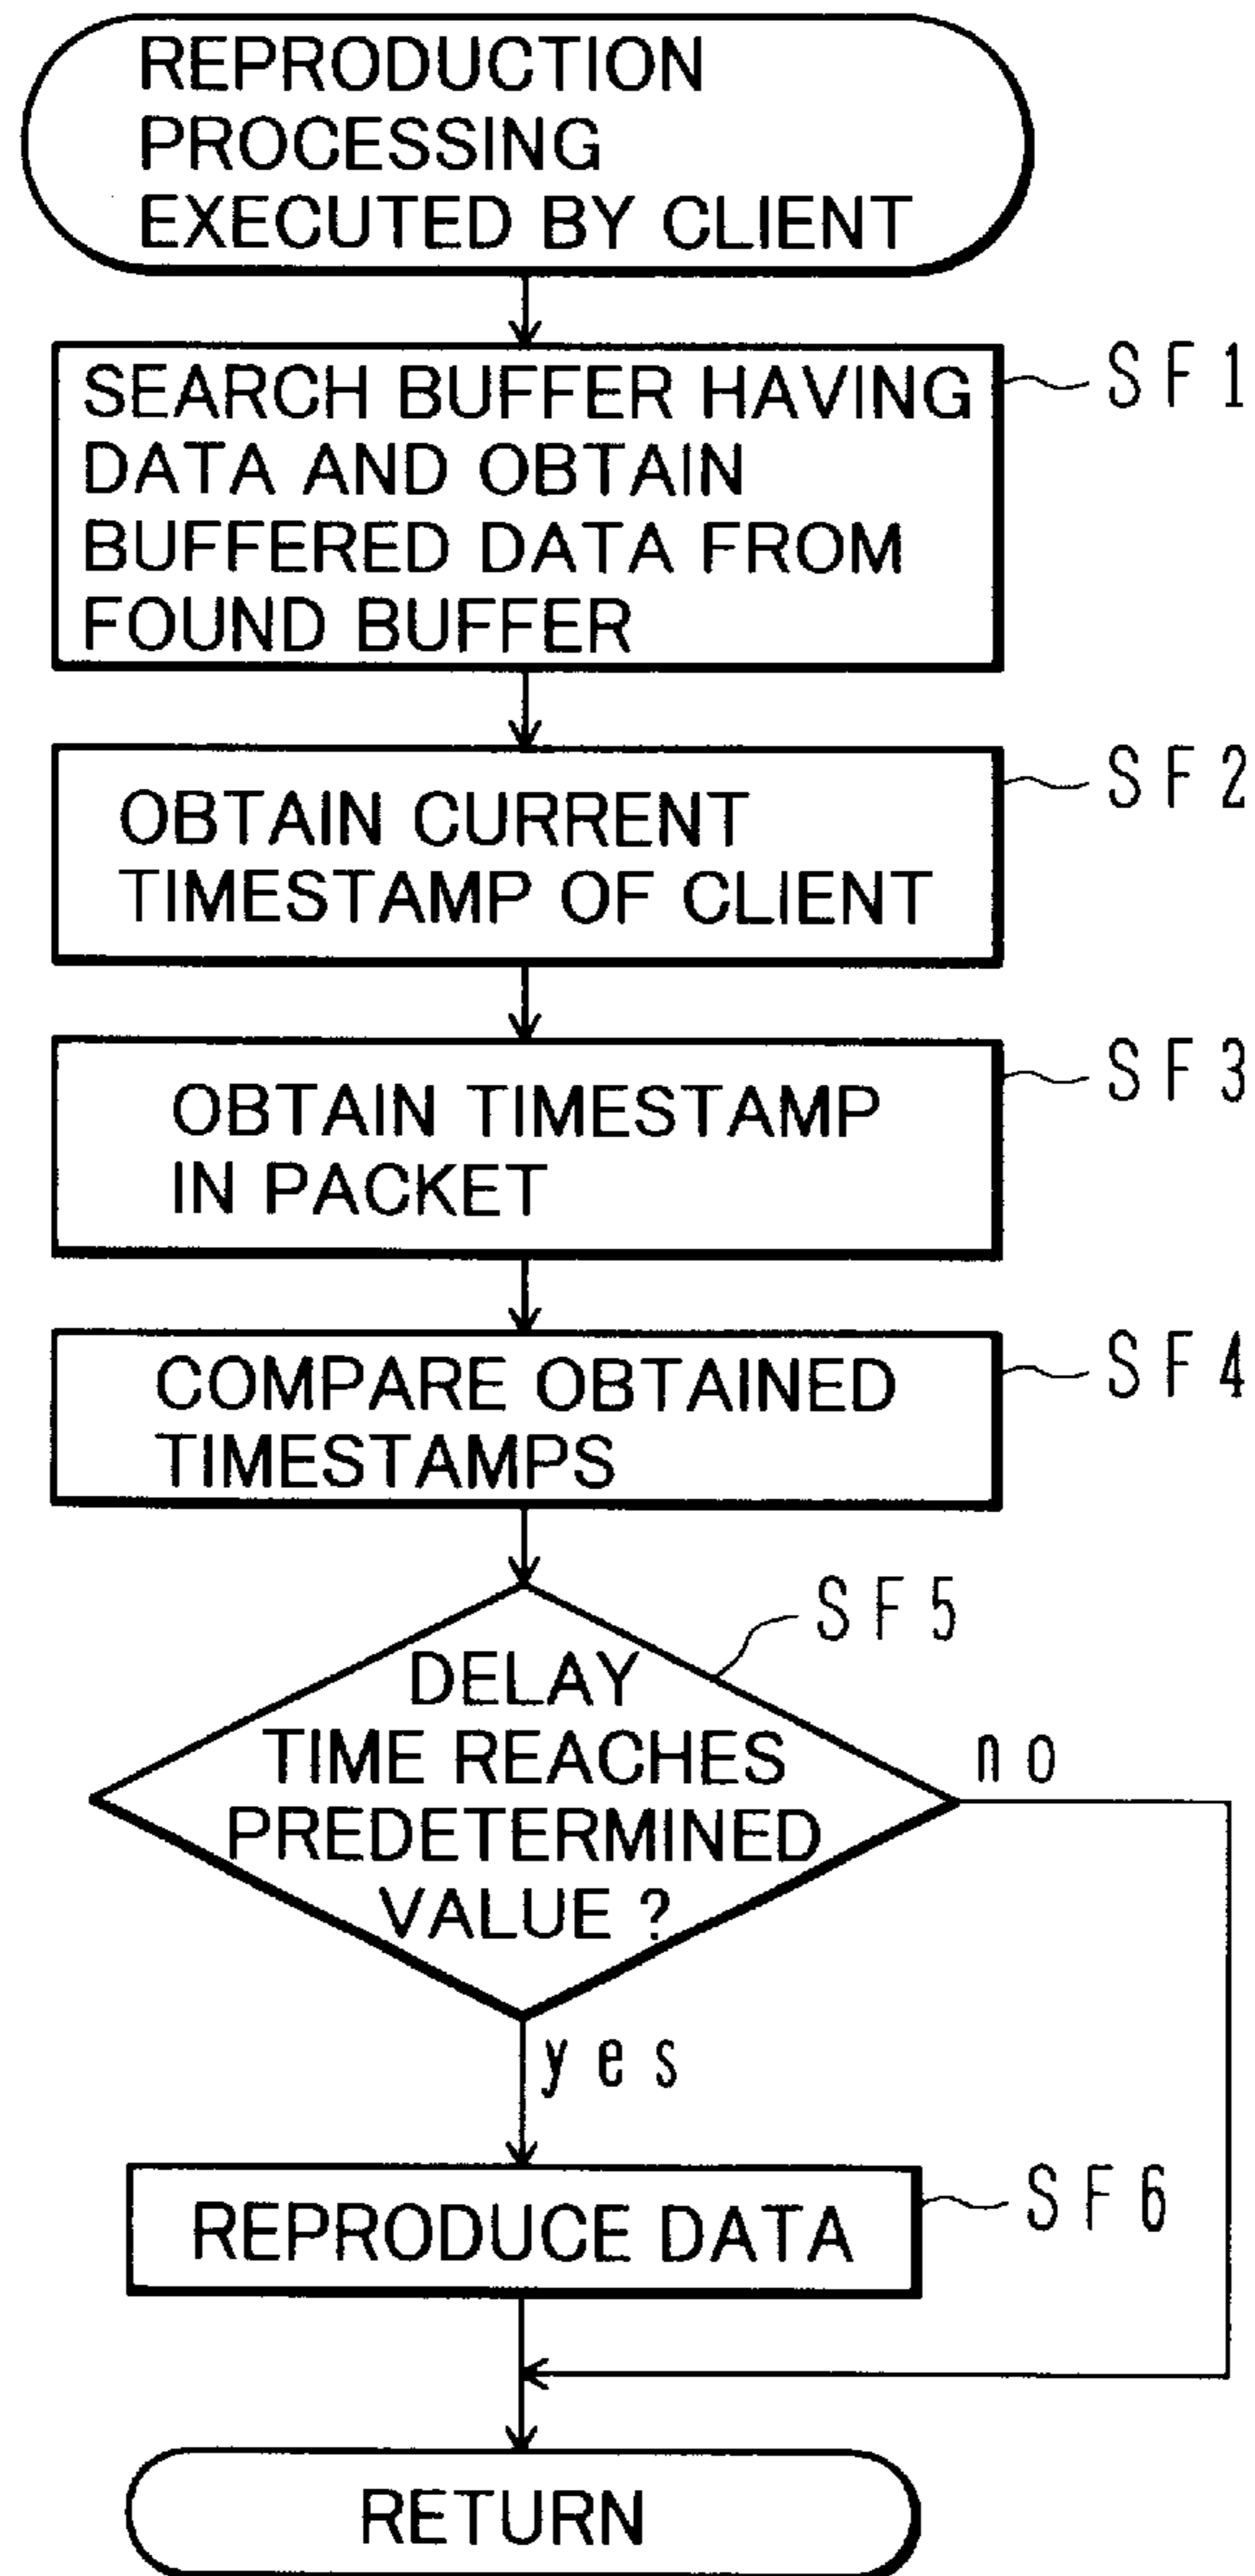 REPRODUCTION
PROCESSING
EXECUTED BY CLIENT
SEARCH BUFFER HAVING
DATA AND OBTAIN
BUFFERED DATA FROM
FOUND BUFFER
SF1
OBTAIN CURRENT
TIMESTAMP OF CLIENT
SF2
OBTAIN TIMESTAMP
IN PACKET
SF3
COMPARE OBTAINED
TIMESTAMPS
SF4
SF5
DELAY
TIME REACHES
PREDETERMINED
VALUE ?
no
yes
REPRODUCE DATA
SF6
RETURN